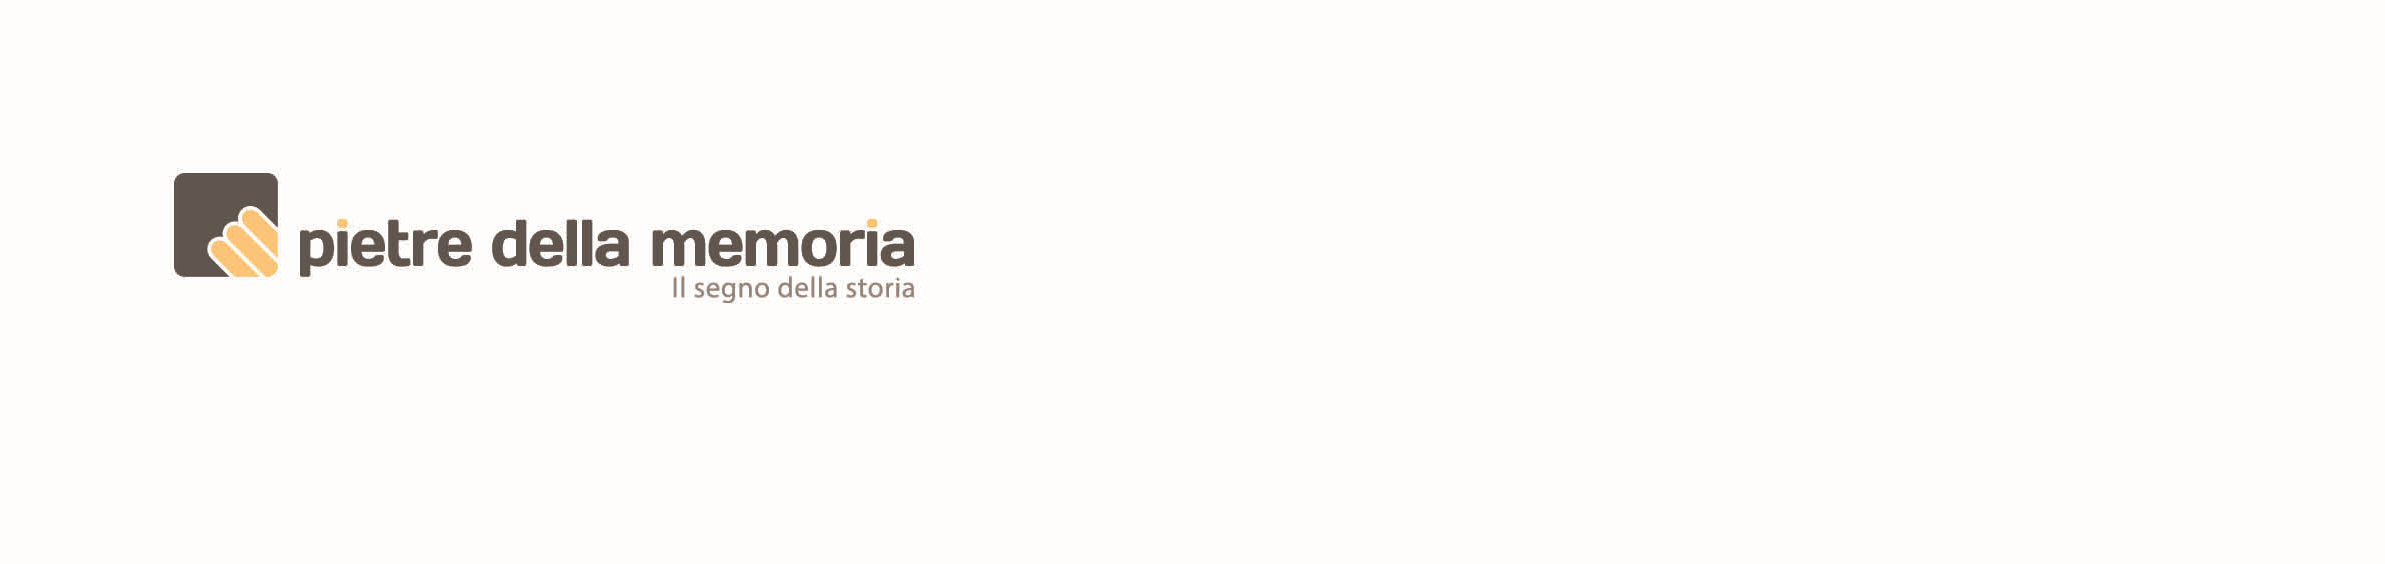 pietre della memoria
Il segno della storia